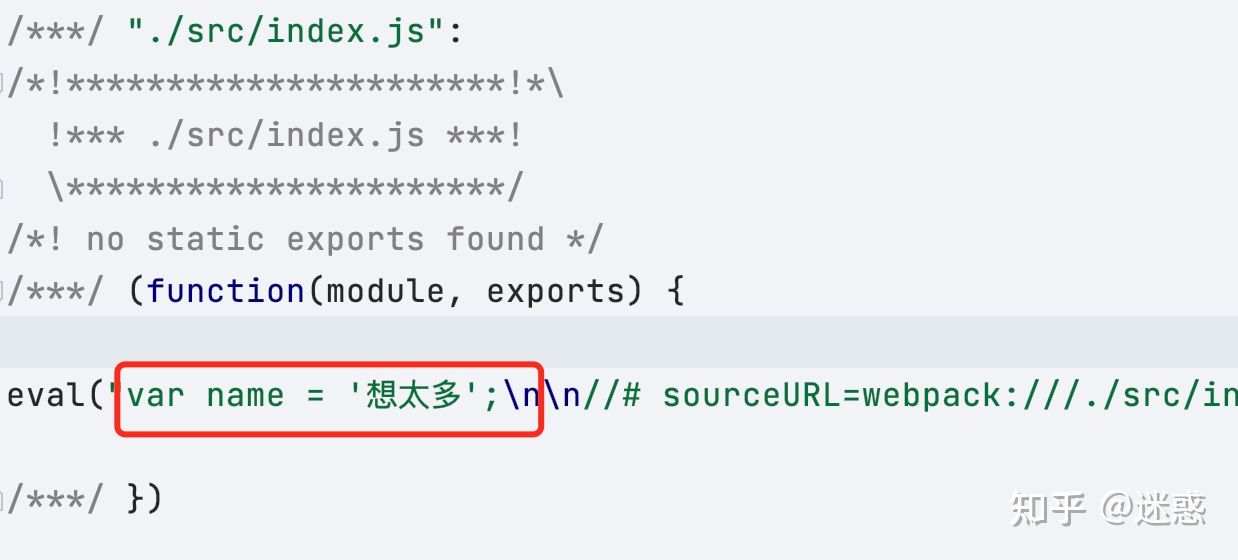 /***/ "./src/index.js":
/*!**********************!*\
!*** ./src/index.js ***!
\**********************/
/*! no static exports found */
/***/ (function(module, exports) {
eval("var name = '想太多';\n\n//# sourceURL=webpack:///./src/in
/***/ })
知乎 @迷惑